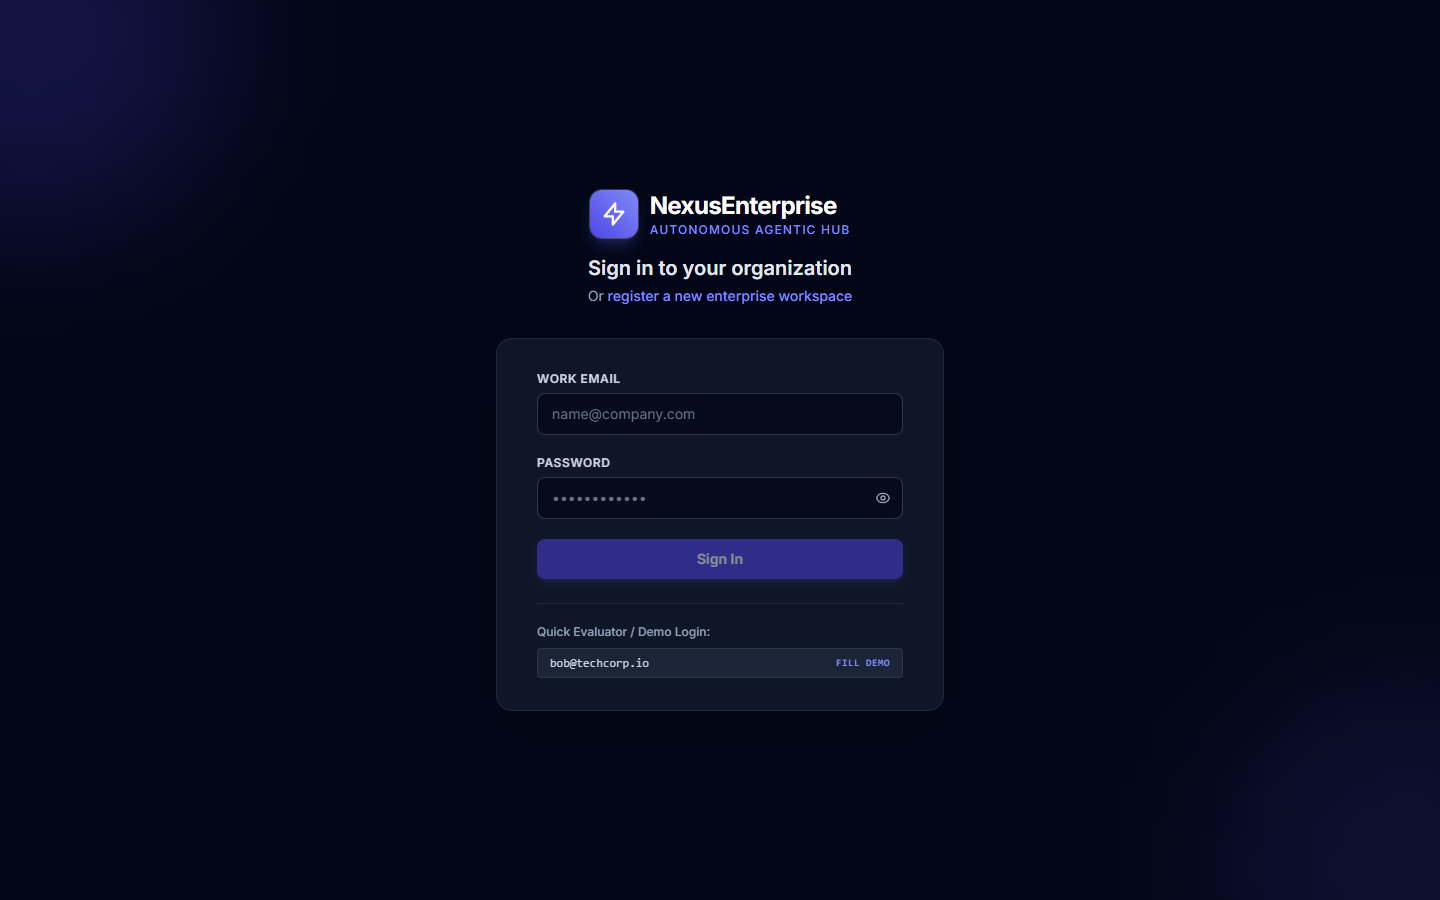 NexusEnterprise
AUTONOMOUS AGENTIC HUB
Sign in to your organization
Or register a new enterprise workspace
WORK EMAIL
name@company.com
PASSWORD
••••••••••••
Sign In
Quick Evaluator / Demo Login:
bob@techcorp.io FILL DEMO